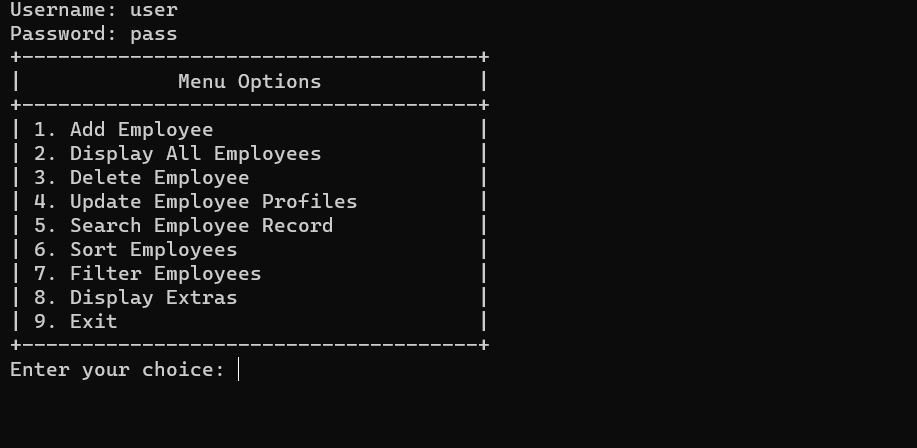 Username: user
Password: pass
+--------------------------------------+
|             Menu Options             |
+--------------------------------------+
| 1. Add Employee                      |
| 2. Display All Employees             |
| 3. Delete Employee                   |
| 4. Update Employee Profiles          |
| 5. Search Employee Record            |
| 6. Sort Employees                    |
| 7. Filter Employees                  |
| 8. Display Extras                    |
| 9. Exit                              |
+--------------------------------------+
Enter your choice: